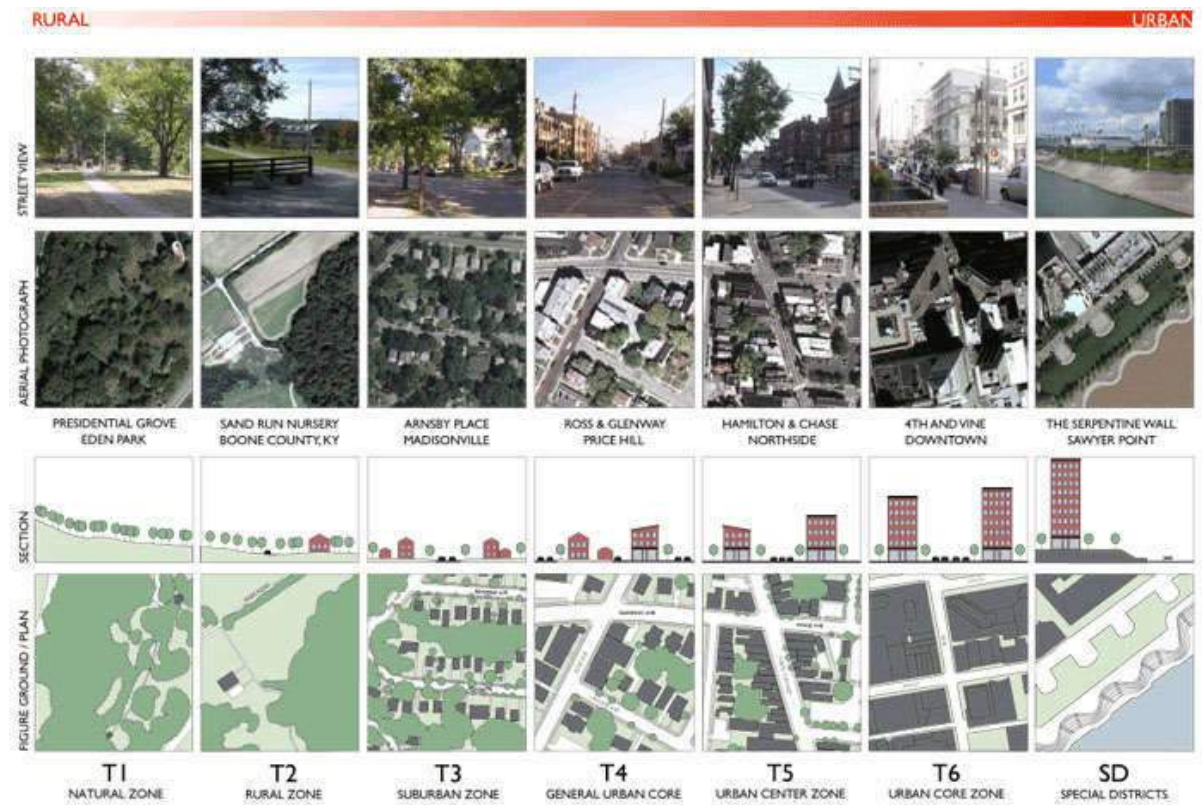 RURAL
URBAN
STREET VIEW
AERIAL PHOTOGRAPH
PRESIDENTIAL GROVE
EDEN PARK
SAND RUN NURSERY
BOONE COUNTY, KY
ARNSBY PLACE
MADISONVILLE
ROSS & GLENWAY
PRICE HILL
HAMILTON & CHASE
NORTHSIDE
4TH AND VINE
DOWNTOWN
THE SERPENTINE WALL
SAWYER POINT
SECTION
FIGURE GROUND / PLAN
T1
NATURAL ZONE
T2
RURAL ZONE
T3
SUBURBAN ZONE
T4
GENERAL URBAN CORE
T5
URBAN CENTER ZONE
T6
URBAN CORE ZONE
SD
SPECIAL DISTRICTS